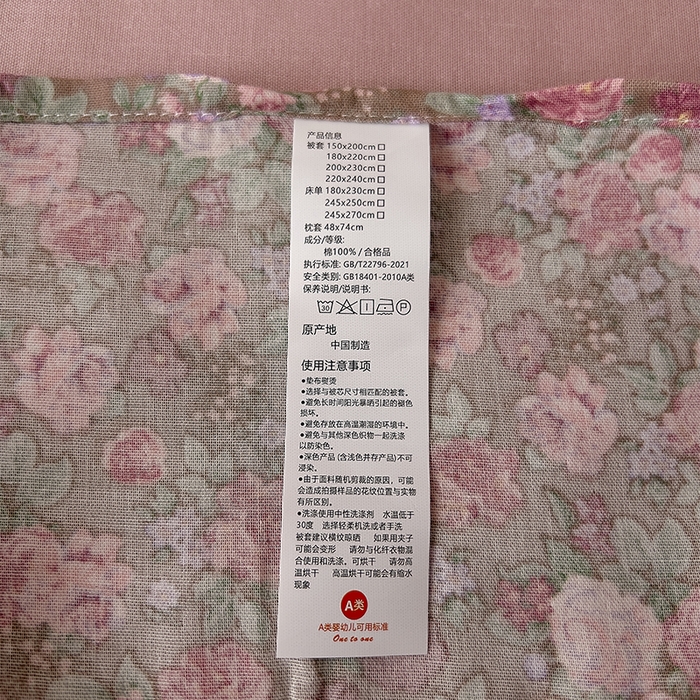 产品信息
被套 150x200cm□
180x220cm□
200x230cm□
220x240cm□
床单 180x230cm□
245x250cm□
245x270cm□
枕套 48x74cm
成分/等级:
棉100% / 合格品
执行标准: GB/T22796-2021
安全类别: GB18401-2010A类
保养说明/说明书:
30 P
原产地
中国制造
使用注意事项
●垫布熨烫
●选择与被芯尺寸相匹配的被套。
●避免长时间阳光暴晒引起的褪色
损坏.
●避免存放在高温潮湿的环境中。
●避免与其他深色织物一起洗涤
以防染色。
●深色产品 (含浅色并存产品) 不可
浸染。
●由于面料随机剪裁的原因，可能
会造成拍摄样品的花纹位置与实物
有所区别。
●洗涤使用中性洗涤剂 水温低于
30度 选择轻柔机洗或者手洗
被套建议横纹晾晒 如果用夹子
可能会变形 请勿与化纤衣物混
合使用和洗涤。可烘干 请勿高
温烘干 高温烘干可能会有缩水
现象
A类
A类婴幼儿可用标准
One to one